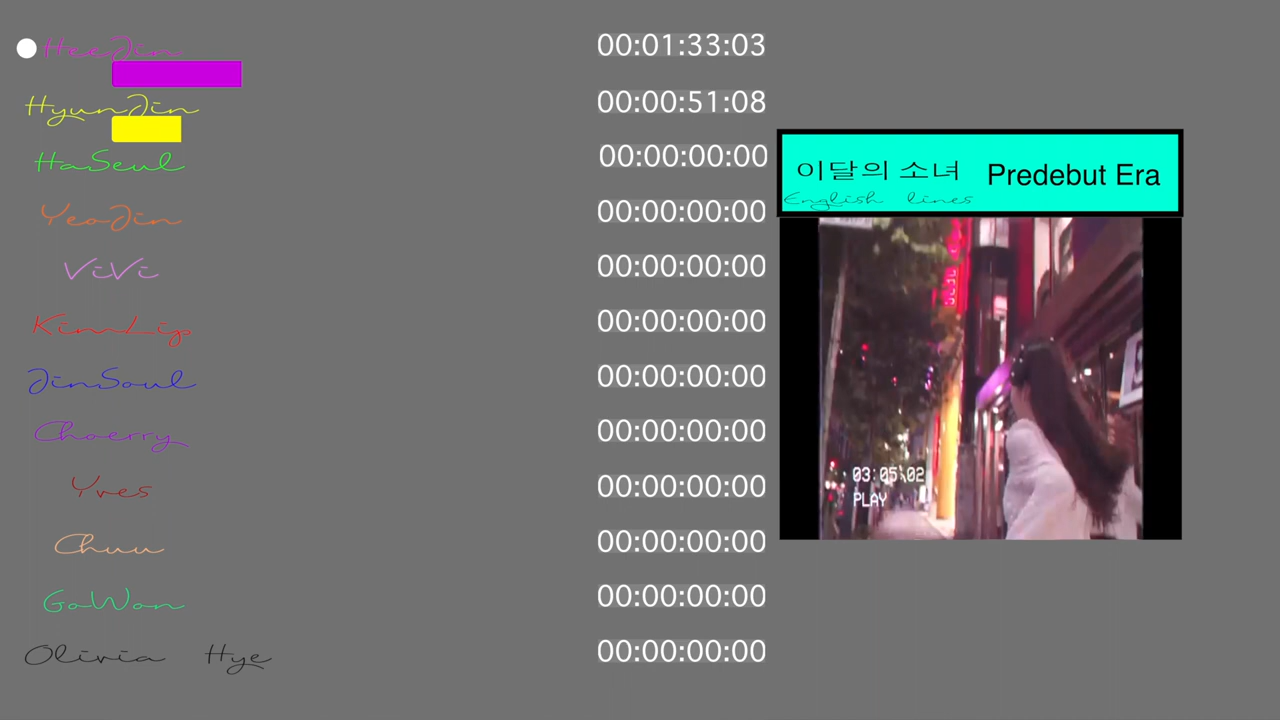 HeeJin 00:01:33:03
HyunJin 00:00:51:08
HaSeul 00:00:00:00
YeoJin 00:00:00:00
ViVi 00:00:00:00
KimLip 00:00:00:00
JinSoul 00:00:00:00
Choerry 00:00:00:00
Yves 00:00:00:00
Chuu 00:00:00:00
GoWon 00:00:00:00
Olivia Hye 00:00:00:00
이달의 소녀 Predebut Era
English lines
03:05:02
PLAY